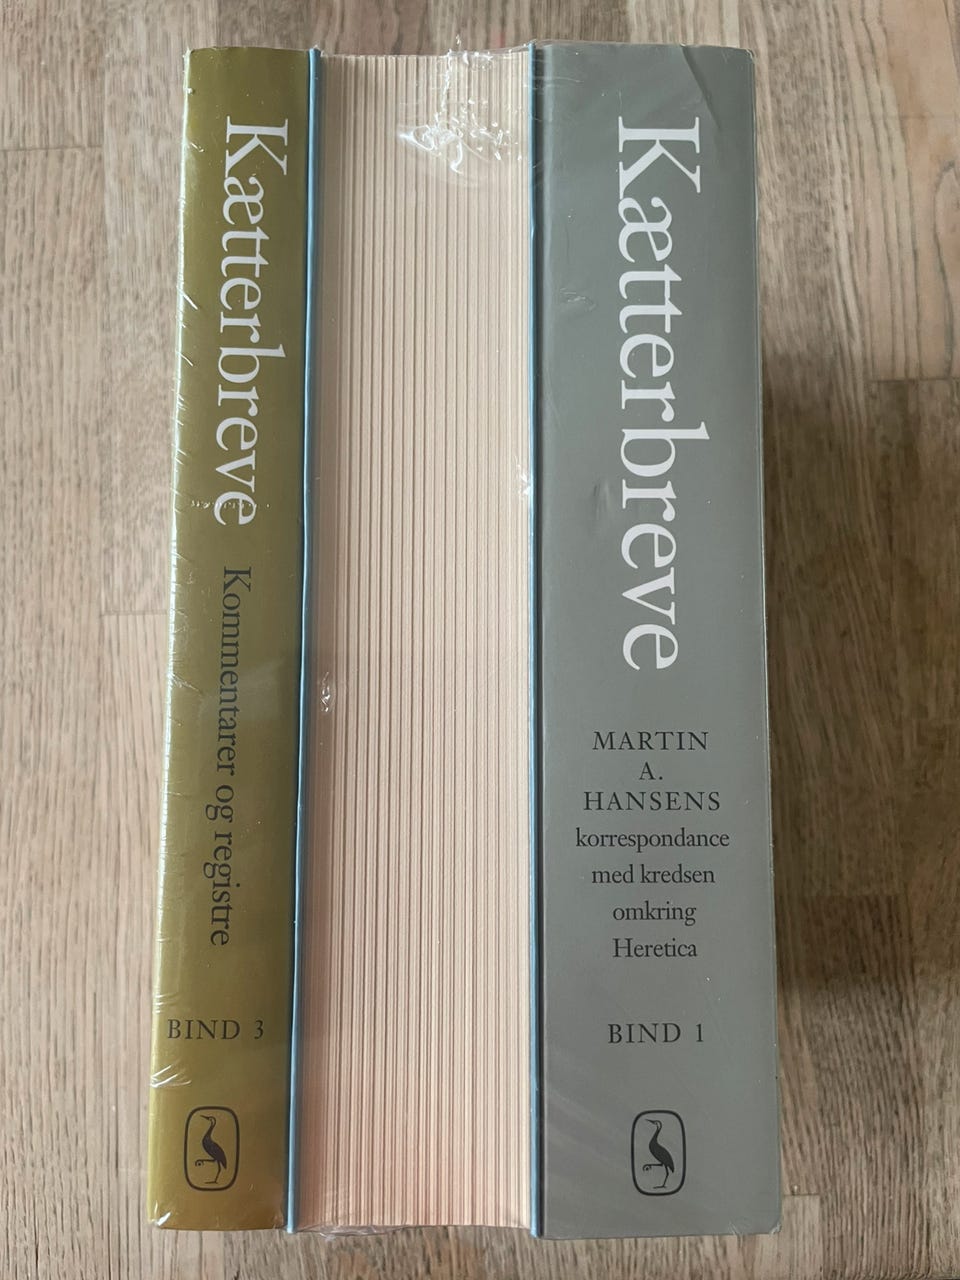 Kætterbreve
Kommentarer og registre
BIND 3
Kætterbreve
MARTIN
A.
HANSENS
korrespondance
med kredsen
omkring
Heretica
BIND 1